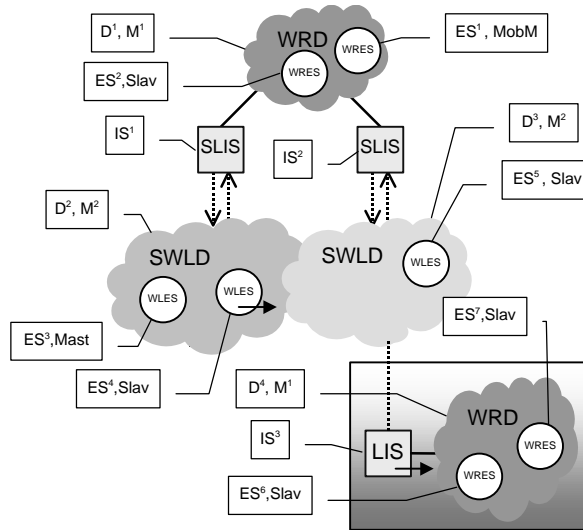 D¹, M¹
WRD
WRES
WRES
ES¹ , MobM
ES²,Slav
IS¹
SLIS
IS²
SLIS
D³, M²
ES⁵ , Slav
D², M²
SWLD
WLES
WLES
SWLD
WLES
ES³,Mast
ES⁴,Slav
ES⁷,Slav
D⁴, M¹
WRD
IS³
LIS
WRES
WRES
ES⁶,Slav